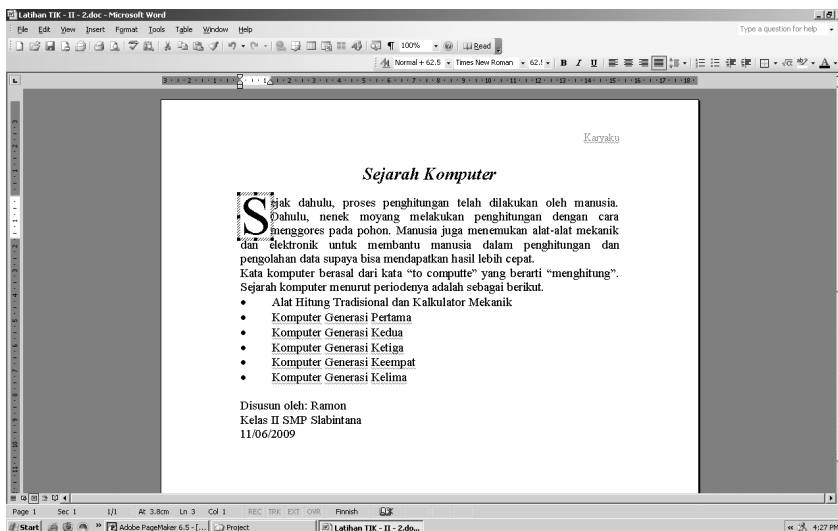 Latihan TIK - II - 2.doc - Microsoft Word
File Edit View Insert Format Tools Table Window Help Type a question for help
100% Read
Normal + 62.5 Times New Roman 62.5 B I U
Karyaku
Sejarah Komputer
Sejak dahulu, proses penghitungan telah dilakukan oleh manusia.
Dahulu, nenek moyang melakukan penghitungan dengan cara
menggores pada pohon. Manusia juga menemukan alat-alat mekanik
dan elektronik untuk membantu manusia dalam penghitungan dan
pengolahan data supaya bisa mendapatkan hasil lebih cepat.
Kata komputer berasal dari kata “to computte” yang berarti “menghitung”.
Sejarah komputer menurut periodenya adalah sebagai berikut.
• Alat Hitung Tradisional dan Kalkulator Mekanik
• Komputer Generasi Pertama
• Komputer Generasi Kedua
• Komputer Generasi Ketiga
• Komputer Generasi Keempat
• Komputer Generasi Kelima
Disusun oleh: Ramon
Kelas II SMP Slabintana
11/06/2009
Page 1 Sec 1 1/1 At 3.8cm Ln 3 Col 1 REC TRK EXT OVR Finnish
Start Adobe PageMaker 6.5 - [... Project Latihan TIK - II - 2.do... 4:27 PM